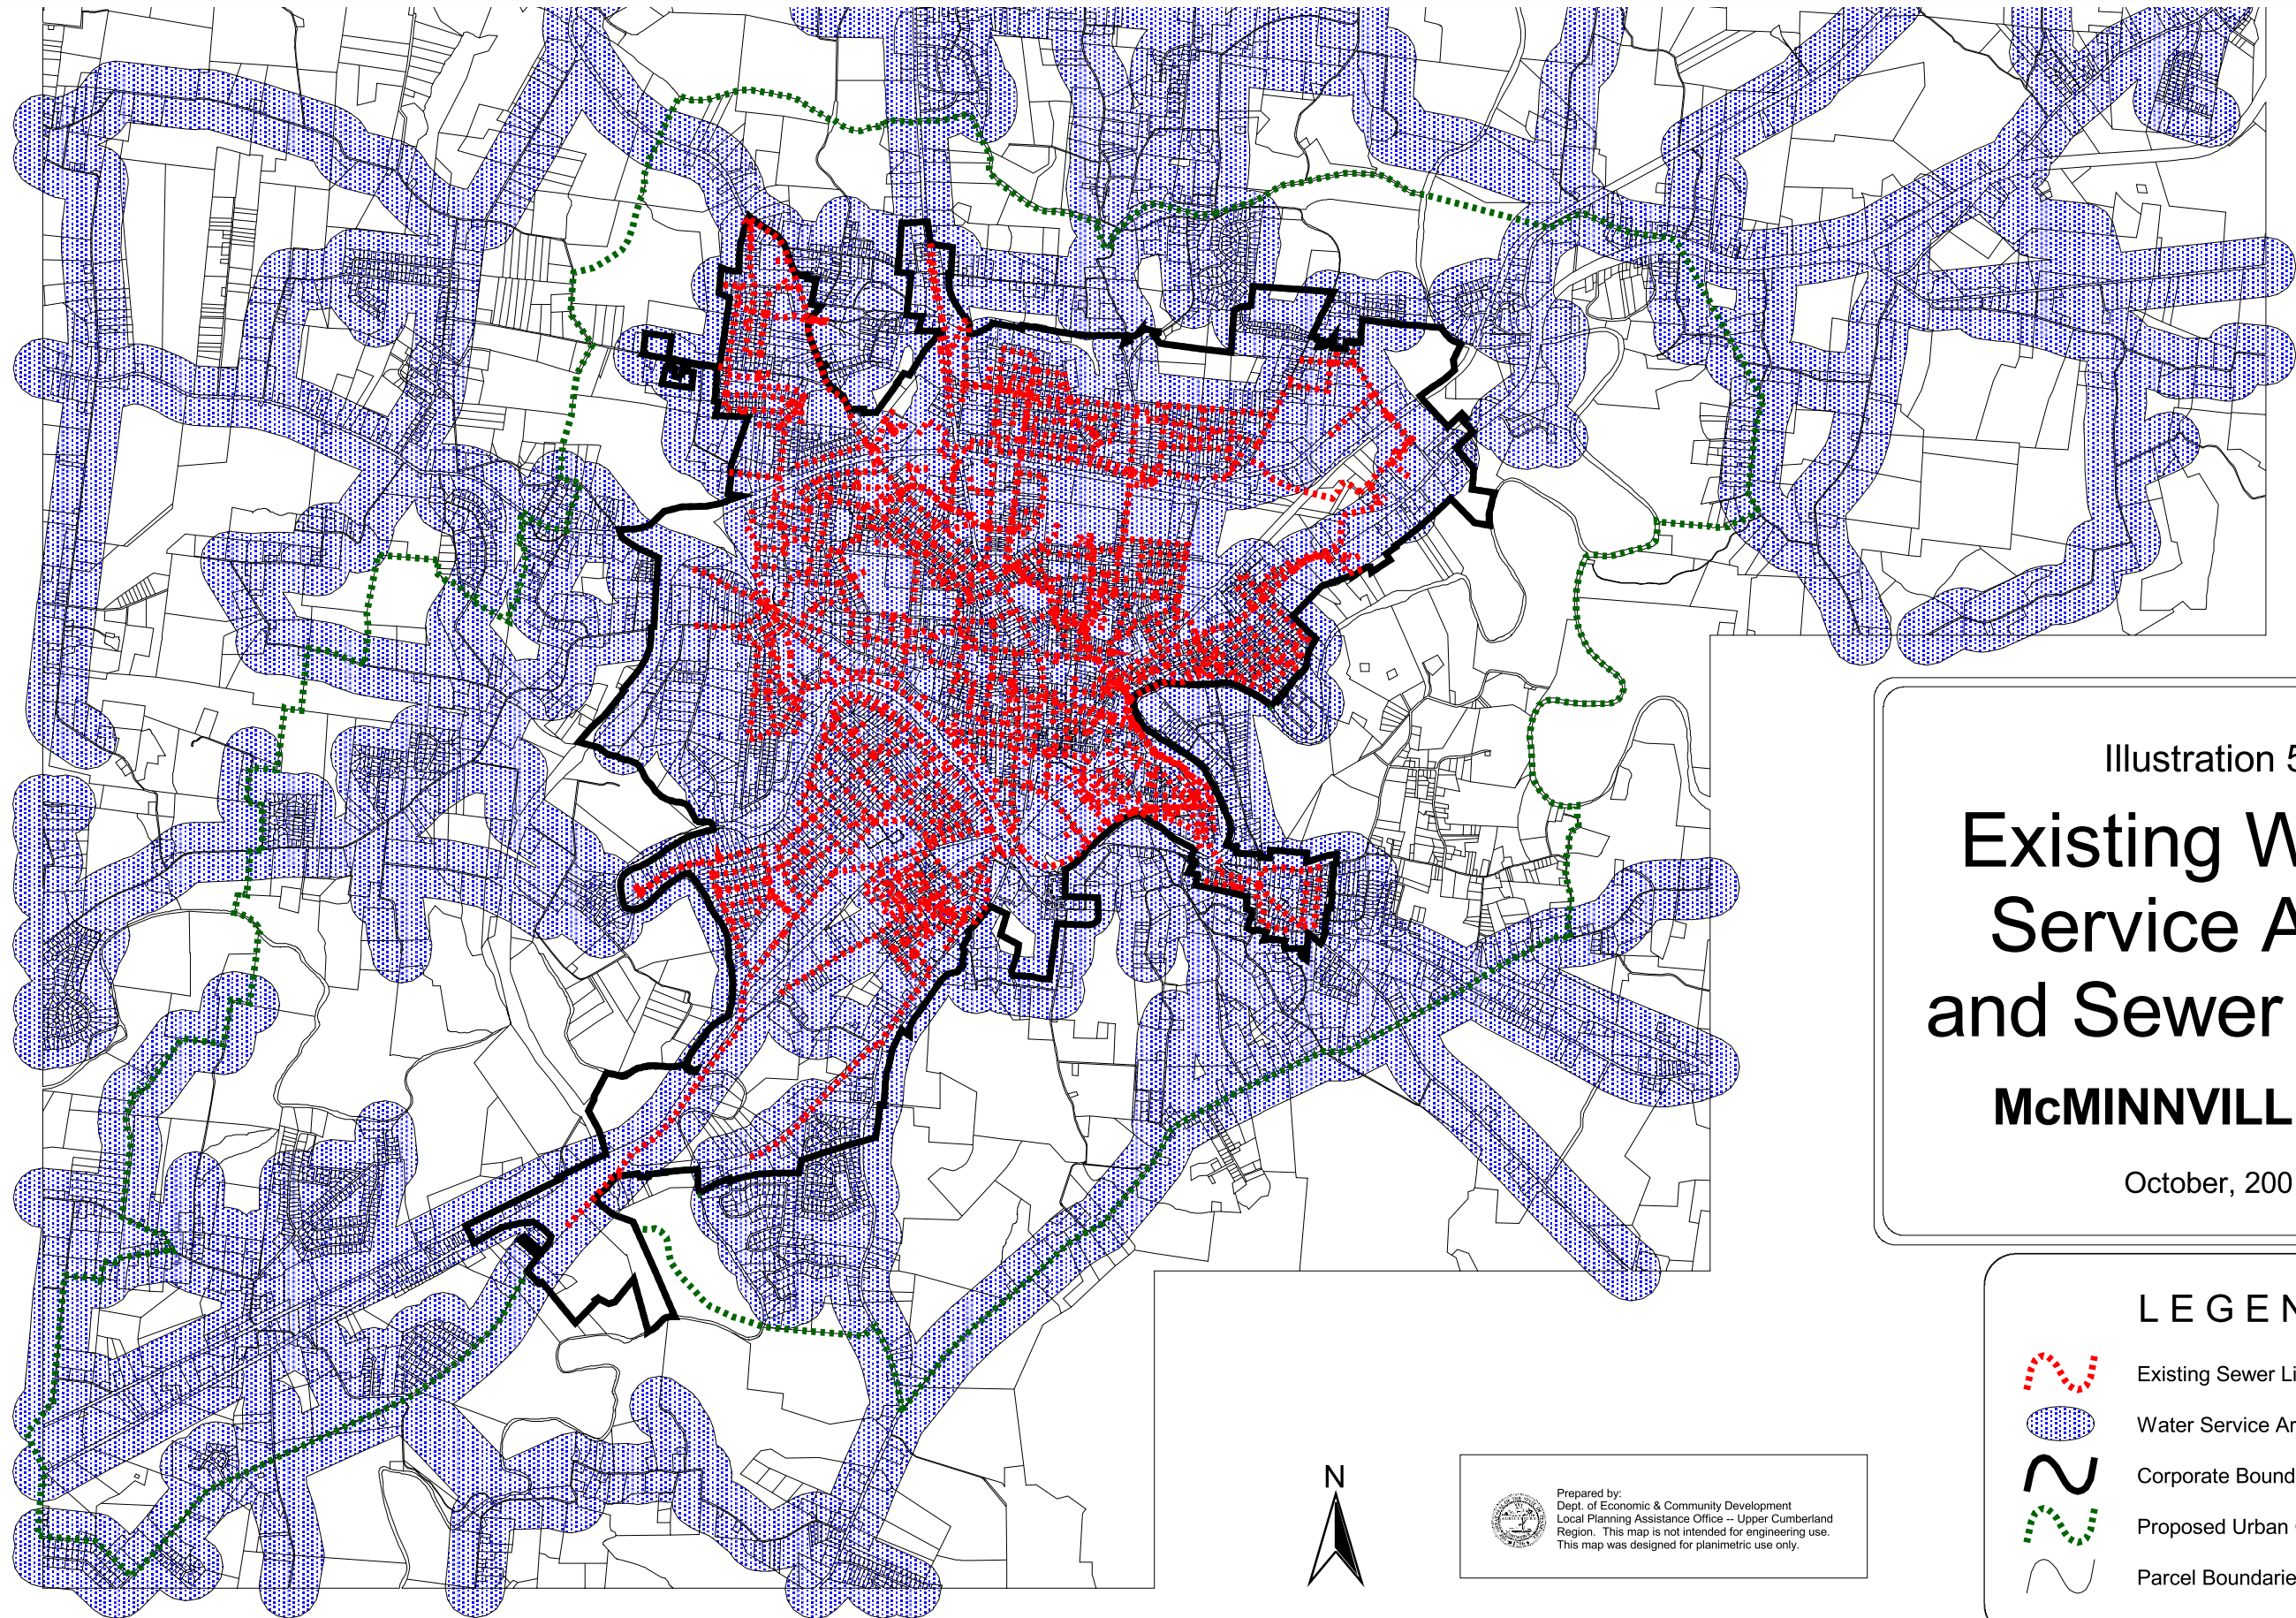 Illustration 5
Existing W
Service A
and Sewer
McMINNVILL
October, 200
L E G E N
Existing Sewer Li
Water Service Ar
Corporate Bound
Proposed Urban
Parcel Boundarie
N
Prepared by:
Dept. of Economic & Community Development
Local Planning Assistance Office -- Upper Cumberland
Region. This map is not intended for engineering use.
This map was designed for planimetric use only.